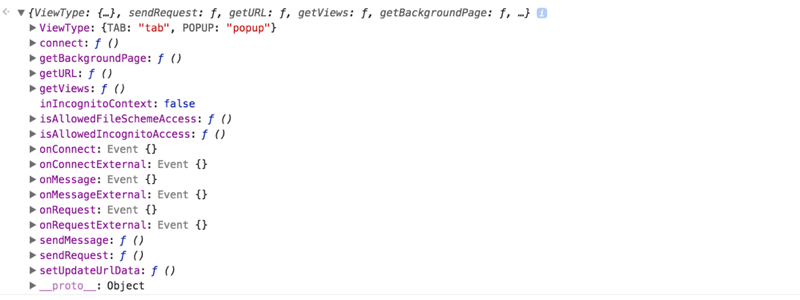 {ViewType: {…}, sendRequest: ƒ, getURL: ƒ, getViews: ƒ, getBackgroundPage: ƒ, …}
ViewType: {TAB: "tab", POPUP: "popup"}
connect: ƒ ()
getBackgroundPage: ƒ ()
getURL: ƒ ()
getViews: ƒ ()
inIncognitoContext: false
isAllowedFileSchemeAccess: ƒ ()
isAllowedIncognitoAccess: ƒ ()
onConnect: Event {}
onConnectExternal: Event {}
onMessage: Event {}
onMessageExternal: Event {}
onRequest: Event {}
onRequestExternal: Event {}
sendMessage: ƒ ()
sendRequest: ƒ ()
setUpdateUrlData: ƒ ()
__proto__: Object